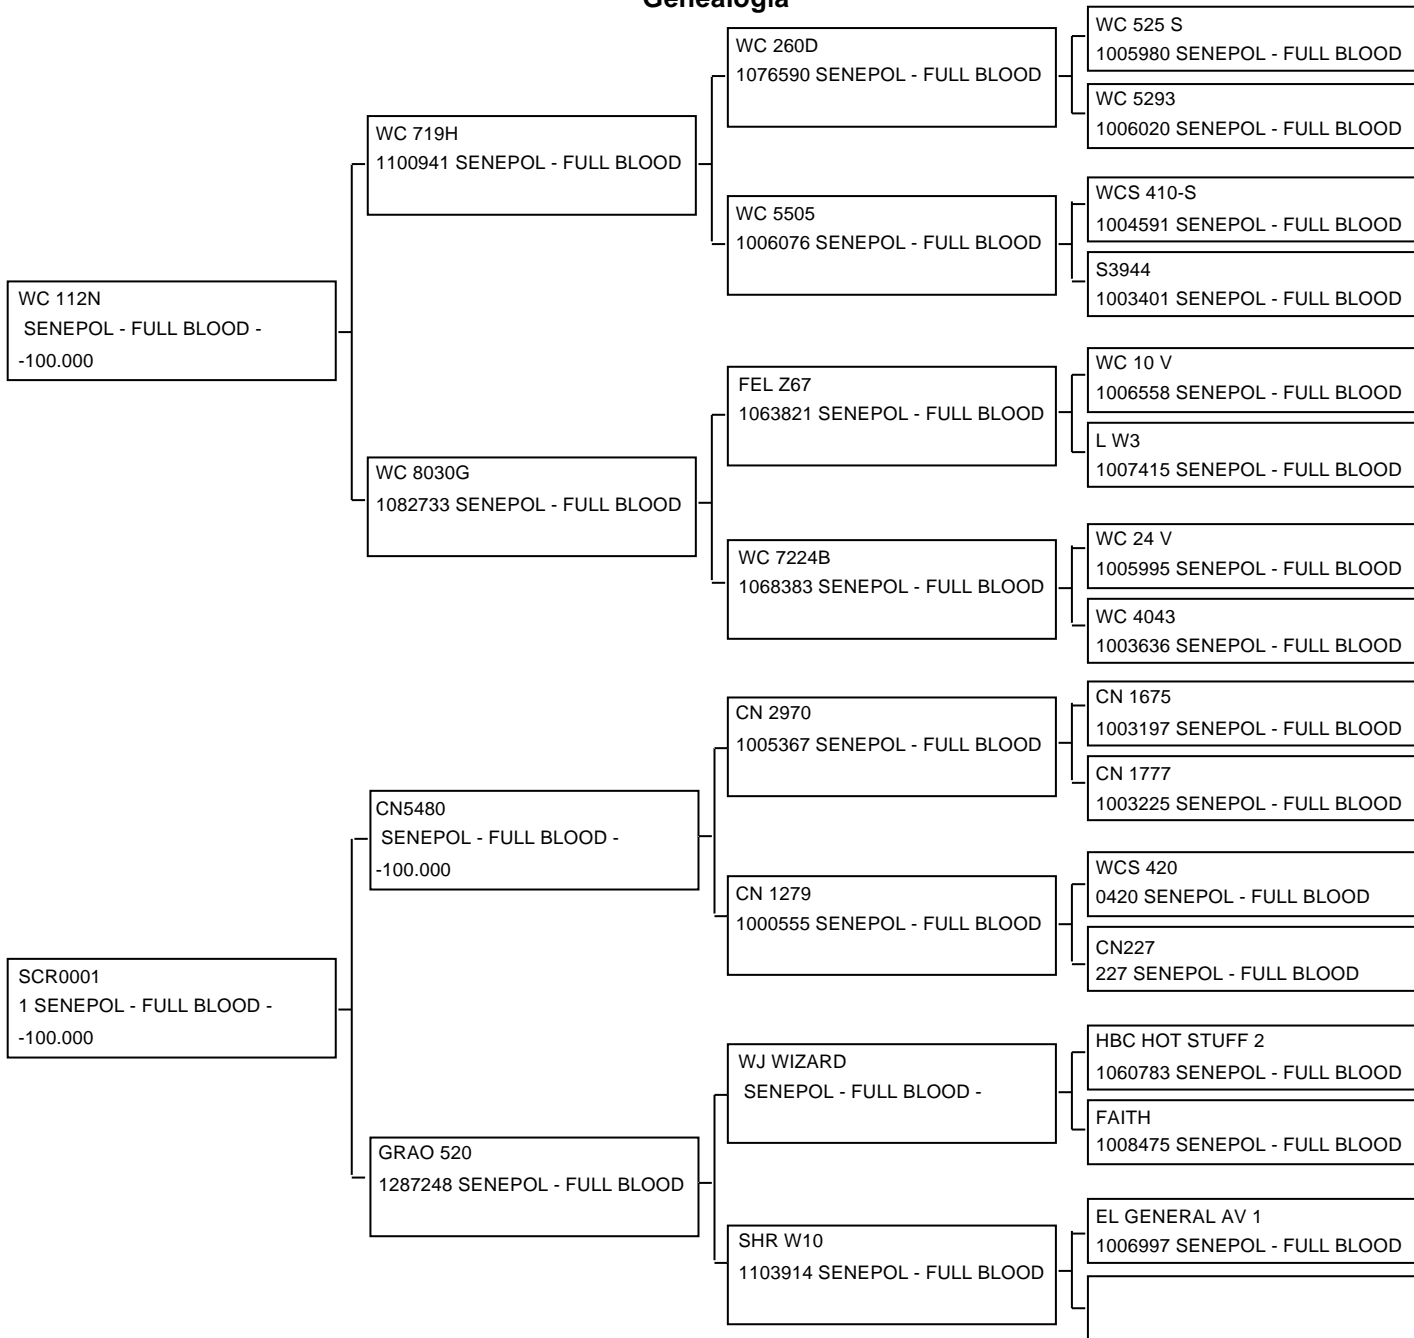 Genealogia
WC 525 S
1005980 SENEPOL - FULL BLOOD
WC 260D
1076590 SENEPOL - FULL BLOOD
WC 5293
1006020 SENEPOL - FULL BLOOD
WC 719H
1100941 SENEPOL - FULL BLOOD
WCS 410-S
1004591 SENEPOL - FULL BLOOD
WC 5505
1006076 SENEPOL - FULL BLOOD
S3944
1003401 SENEPOL - FULL BLOOD
WC 112N
SENEPOL - FULL BLOOD -
-100.000
WC 10 V
1006558 SENEPOL - FULL BLOOD
FEL Z67
1063821 SENEPOL - FULL BLOOD
L W3
1007415 SENEPOL - FULL BLOOD
WC 8030G
1082733 SENEPOL - FULL BLOOD
WC 24 V
1005995 SENEPOL - FULL BLOOD
WC 7224B
1068383 SENEPOL - FULL BLOOD
WC 4043
1003636 SENEPOL - FULL BLOOD
CN 1675
1003197 SENEPOL - FULL BLOOD
CN 2970
1005367 SENEPOL - FULL BLOOD
CN 1777
1003225 SENEPOL - FULL BLOOD
CN5480
SENEPOL - FULL BLOOD -
-100.000
WCS 420
0420 SENEPOL - FULL BLOOD
CN 1279
1000555 SENEPOL - FULL BLOOD
CN227
227 SENEPOL - FULL BLOOD
SCR0001
1 SENEPOL - FULL BLOOD -
-100.000
HBC HOT STUFF 2
1060783 SENEPOL - FULL BLOOD
WJ WIZARD
SENEPOL - FULL BLOOD -
FAITH
1008475 SENEPOL - FULL BLOOD
GRAO 520
1287248 SENEPOL - FULL BLOOD
EL GENERAL AV 1
1006997 SENEPOL - FULL BLOOD
SHR W10
1103914 SENEPOL - FULL BLOOD